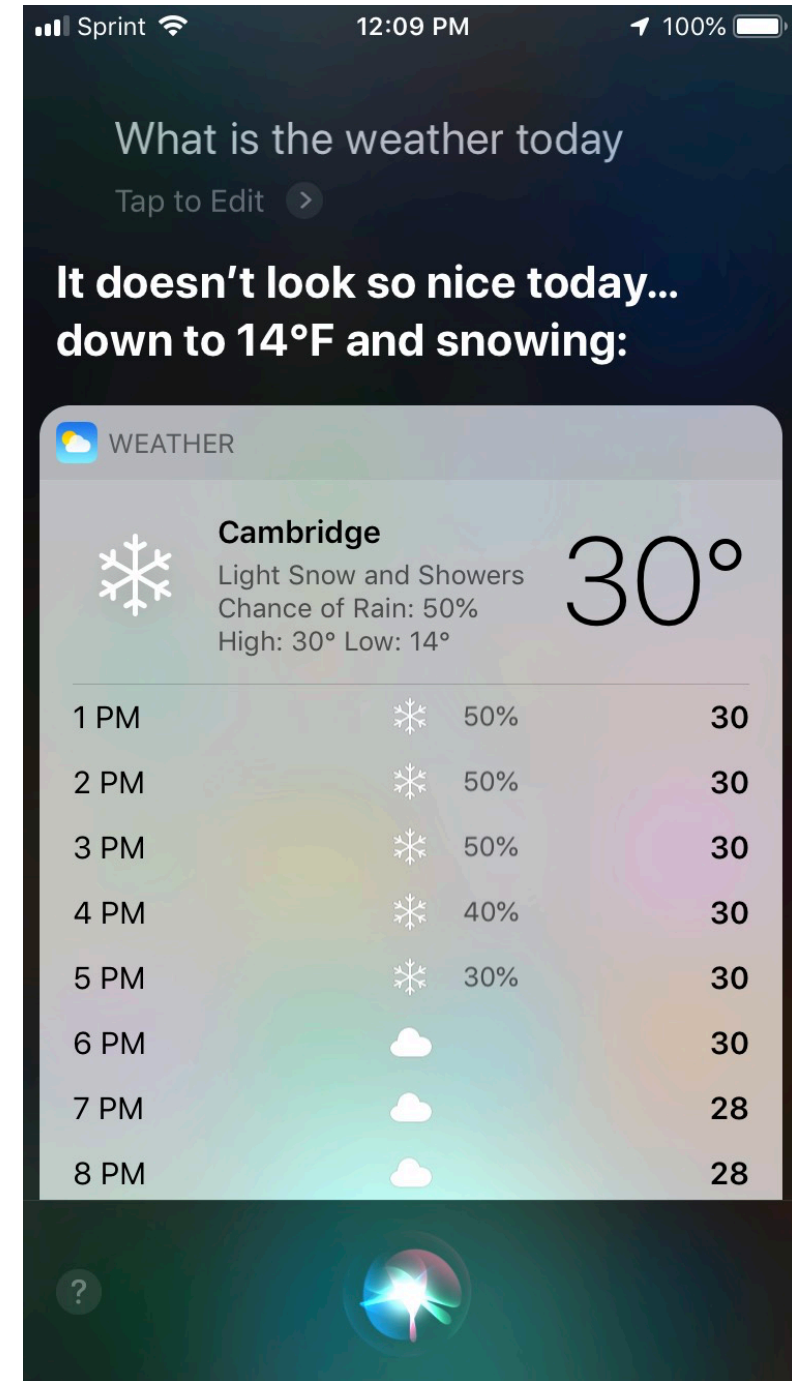 Sprint 12:09 PM 100%
What is the weather today
Tap to Edit >
It doesn’t look so nice today…
down to 14°F and snowing:
WEATHER
Cambridge
Light Snow and Showers
Chance of Rain: 50%
High: 30° Low: 14°
30°
1 PM 50% 30
2 PM 50% 30
3 PM 50% 30
4 PM 40% 30
5 PM 30% 30
6 PM 30
7 PM 28
8 PM 28
?